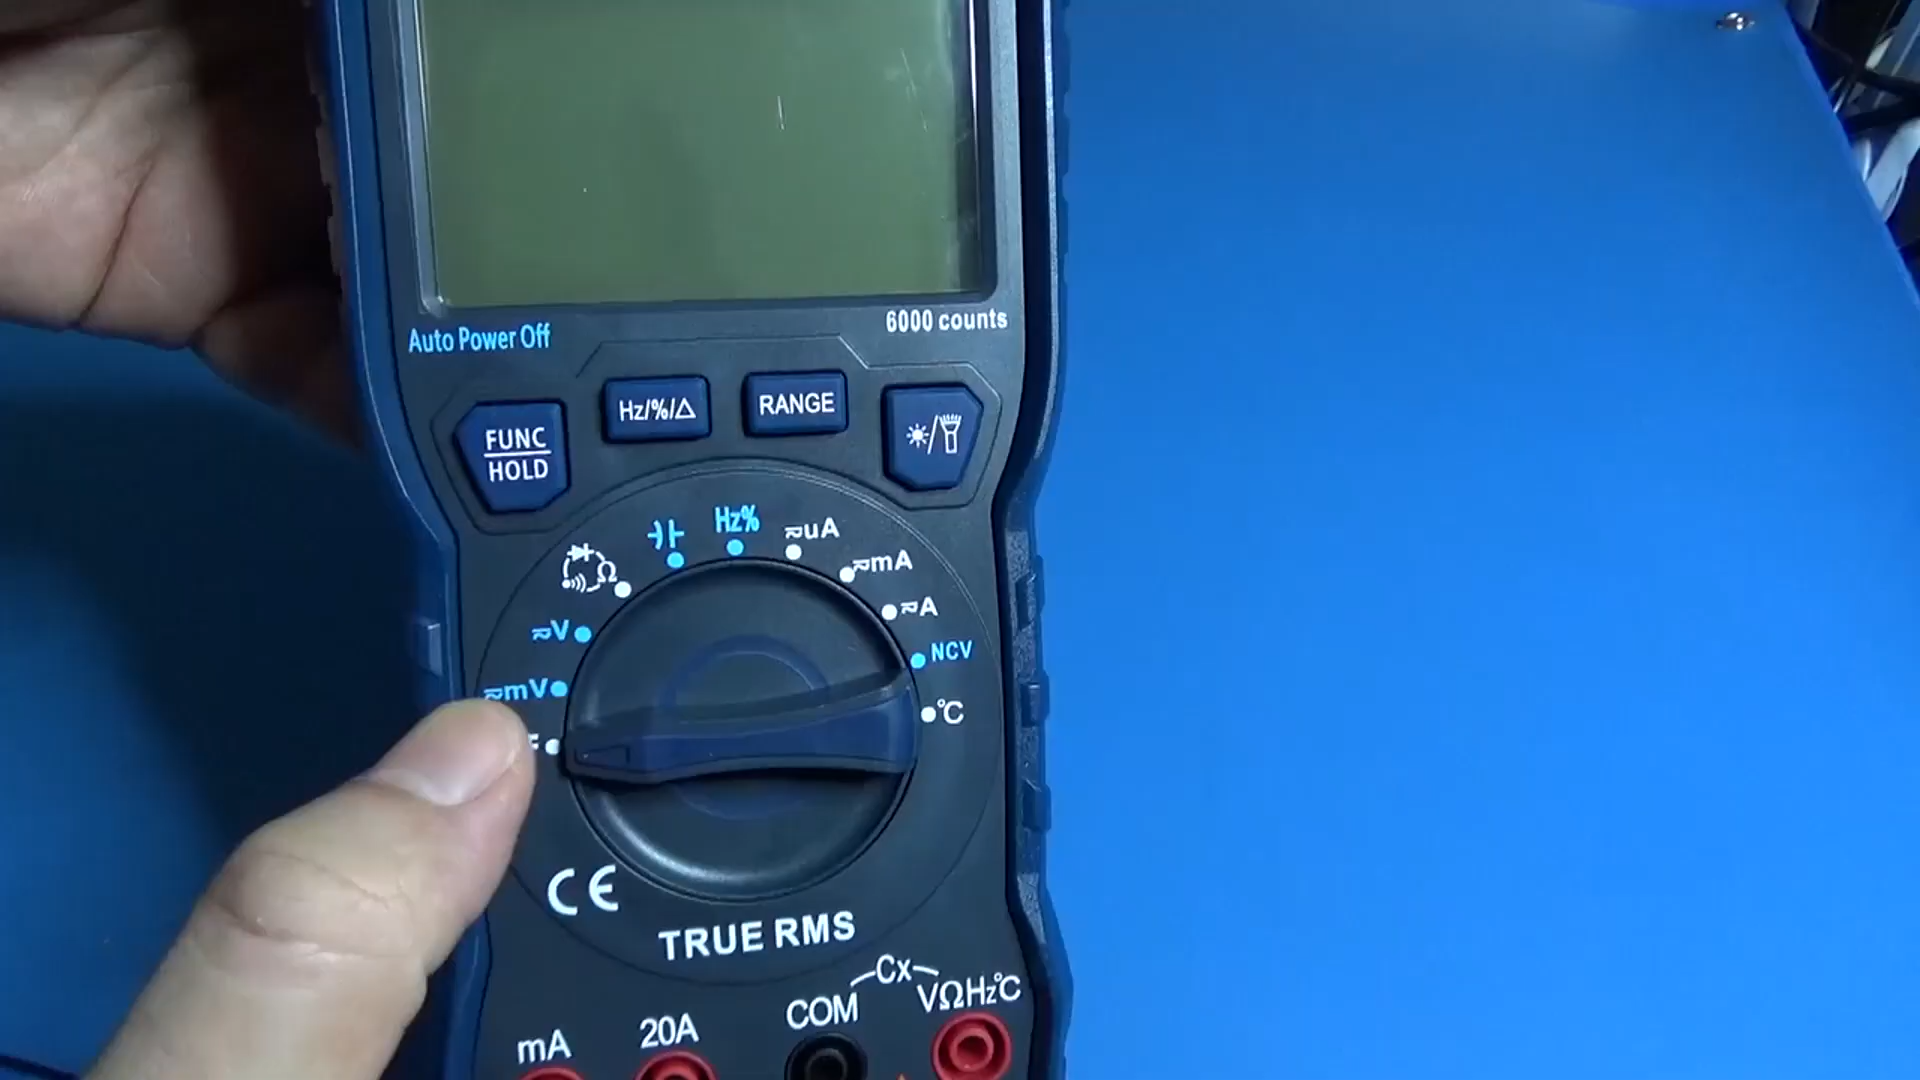 Auto Power Off
6000 counts
FUNC
HOLD
Hz/%/△
RANGE
Hz%
uA
mA
A
NCV
°C
Ω
V
mV
F
CE
TRUE RMS
Cx
COM
VΩHz°C
20A
mA